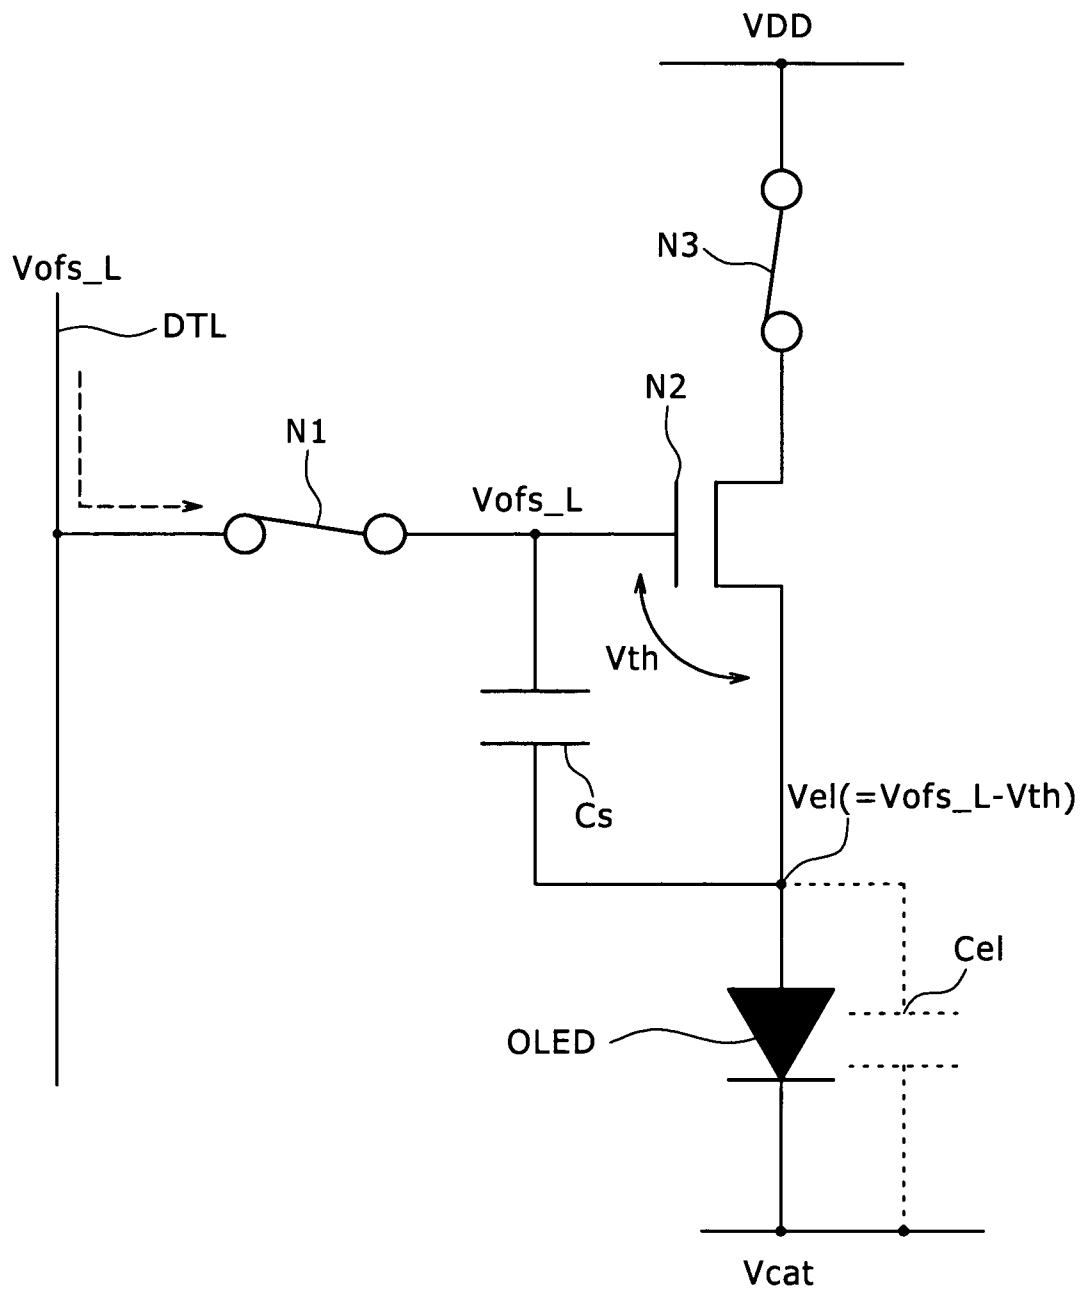 VDD
N3
Vofs_L
DTL
N2
N1
Vofs_L
Vth
Vel(=Vofs_L-Vth)
Cs
Cel
OLED
Vcat